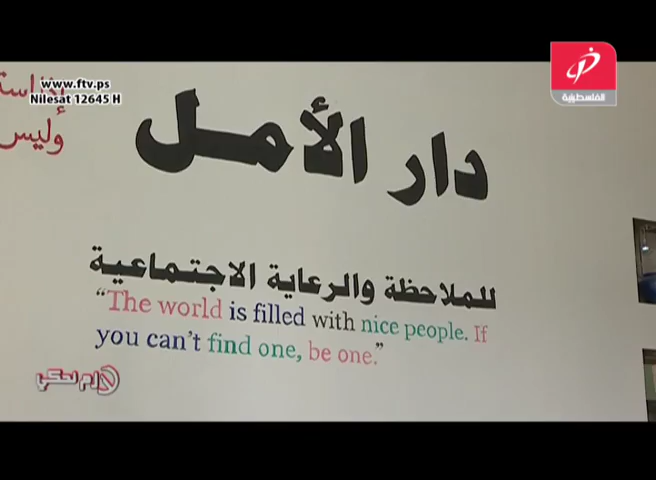 www.ftv.ps
Nilesat 12645 H
الفلسطينية
وليس
دار الأمل
للملاحظة والرعاية الاجتماعية
“The world is filled with nice people. If
you can’t find one, be one.”